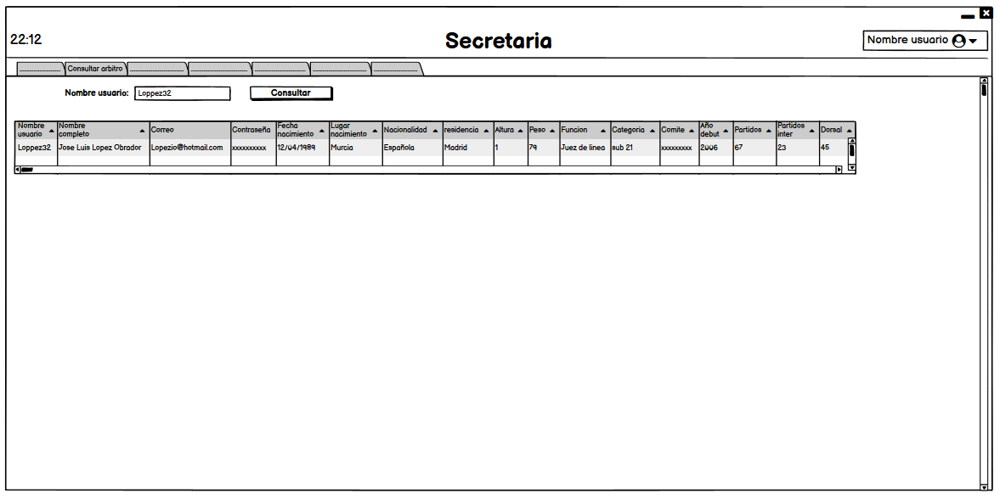 22:12
Secretaria
Nombre usuario
Consultar arbitro
Nombre usuario: Loppez32 Consultar
Nombre usuario Nombre completo Correo Contraseña Fecha nacimiento Lugar nacimiento Nacionalidad residencia Altura Peso Funcion Categoria Comite Año debut Partidos Partidos inter Dorsal
Loppez32 Jose Luis Lopez Obrador Lopezio@hotmail.com xxxxxxxxxx 12/04/1989 Murcia Española Madrid 1 79 Juez de linea sub 21 xxxxxxxxx 2006 67 23 45